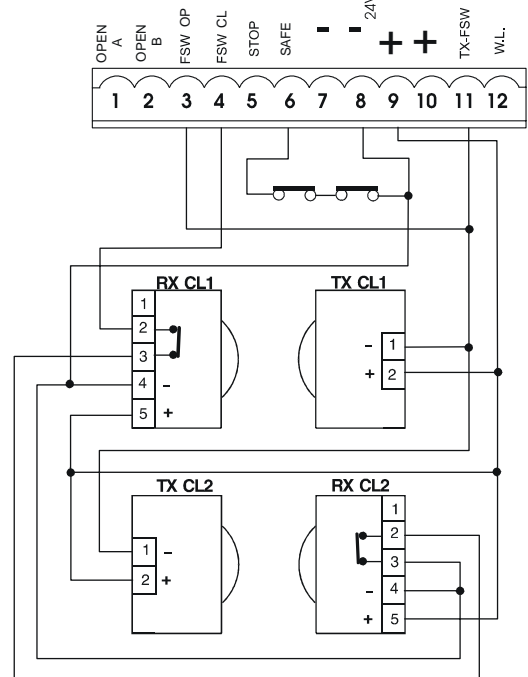 OPEN A
OPEN B
FSW OP
FSW CL
STOP
SAFE
- - 24V
+ +
TX-FSW
W.L.
1 2 3 4 5 6 7 8 9 10 11 12
RX CL1
1
2
3
4 -
5 +
TX CL1
- 1
+ 2
TX CL2
1 -
2 +
RX CL2
1
2
3
- 4
+ 5